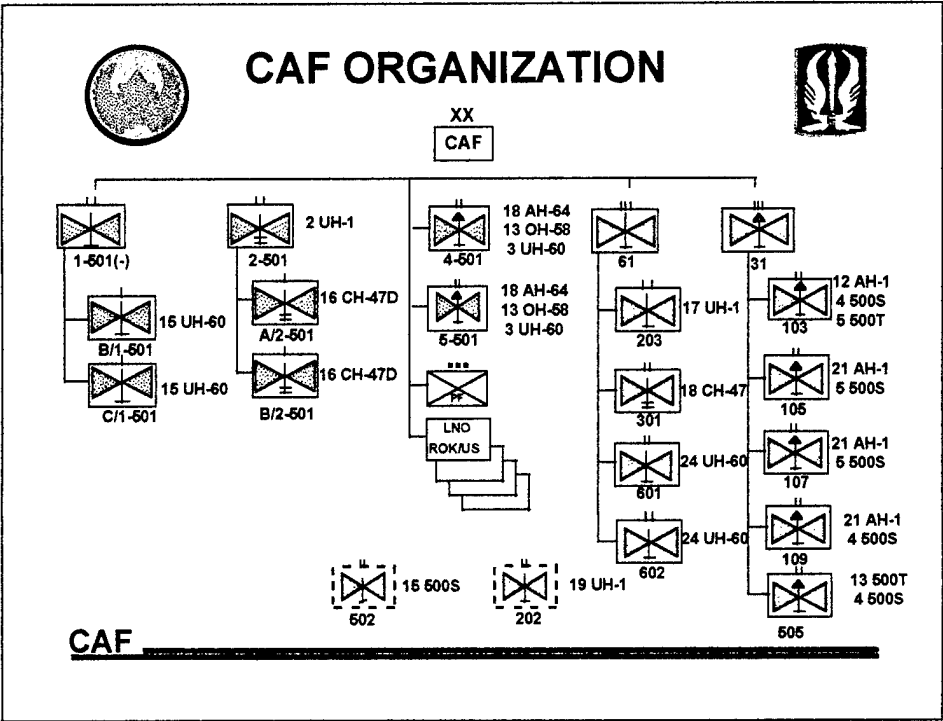 CAF ORGANIZATION
XX
CAF
1-501(-)
B/1-501
15 UH-60
C/1-501
15 UH-60
2-501
2 UH-1
A/2-501
16 CH-47D
B/2-501
16 CH-47D
4-501
18 AH-64
13 OH-58
3 UH-60
5-501
18 AH-64
13 OH-58
3 UH-60
PF
LNO
ROK/US
61
203
17 UH-1
301
18 CH-47
601
24 UH-60
602
24 UH-60
31
103
12 AH-1
4 500S
5 500T
105
21 AH-1
5 500S
107
21 AH-1
5 500S
109
21 AH-1
4 500S
505
13 500T
4 500S
502
15 500S
202
19 UH-1
CAF